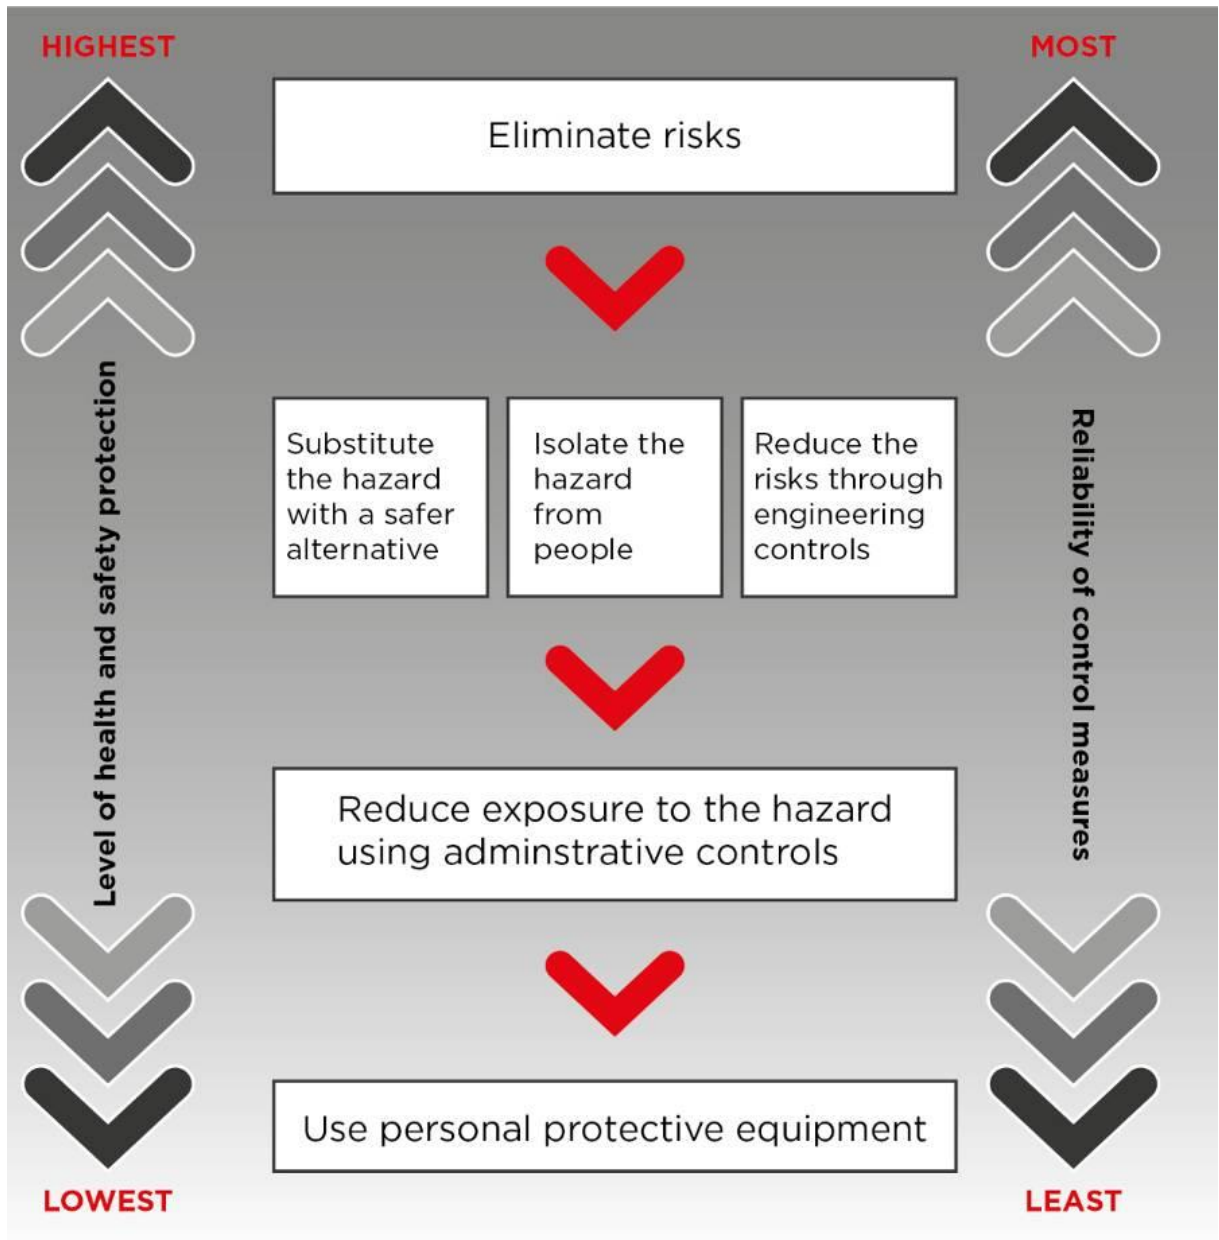 HIGHEST
MOST
Eliminate risks
Level of health and safety protection
Reliability of control measures
Substitute
the hazard
with a safer
alternative
Isolate the
hazard
from
people
Reduce the
risks through
engineering
controls
Reduce exposure to the hazard
using adminstrative controls
Use personal protective equipment
LOWEST
LEAST